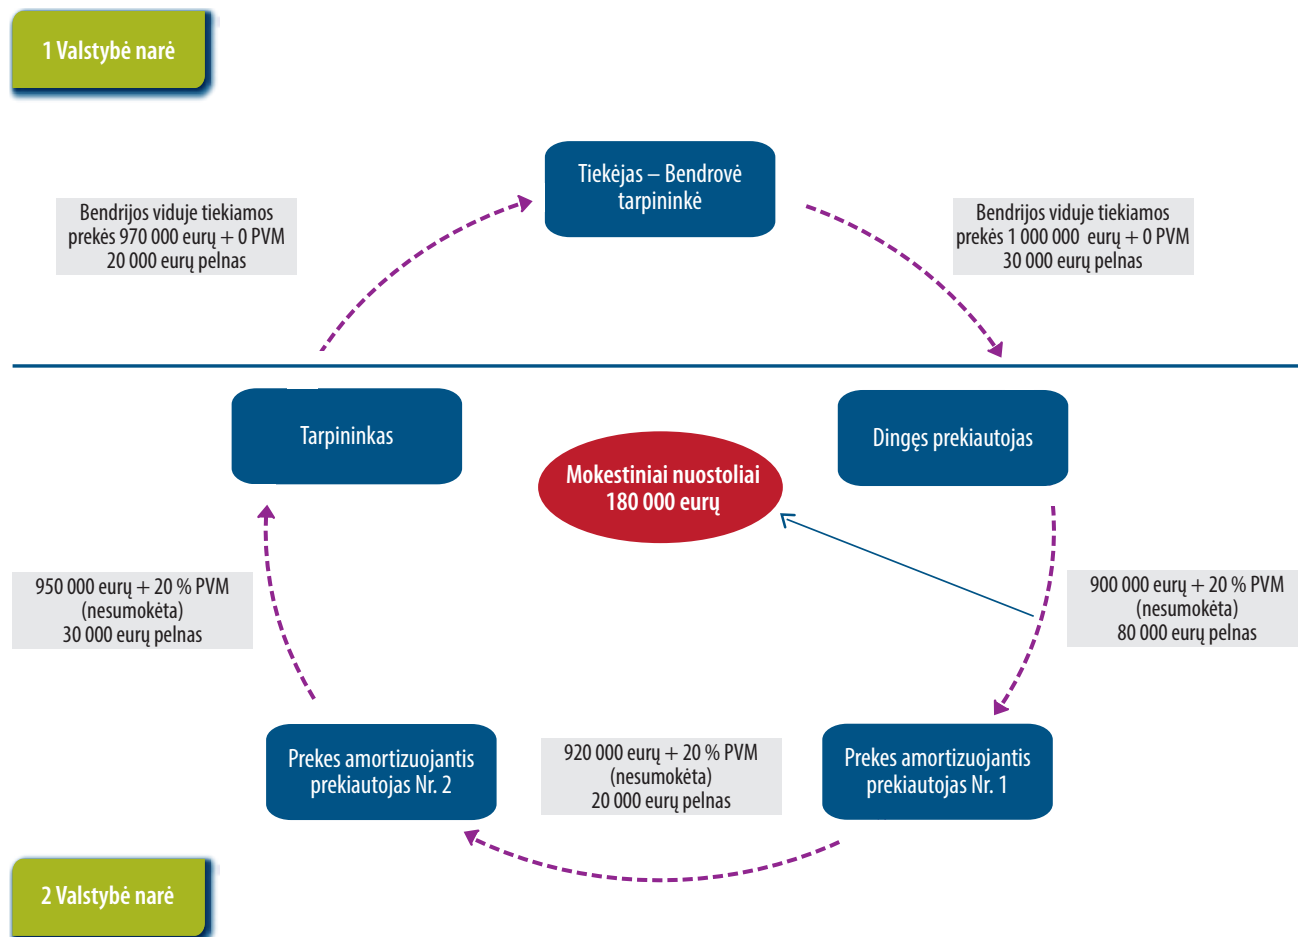 1 Valstybė narė
Tiekėjas – Bendrovė
tarpininkė
Bendrijos viduje tiekiamos
prekės 970 000 eurų + 0 PVM
20 000 eurų pelnas
Bendrijos viduje tiekiamos
prekės 1 000 000 eurų + 0 PVM
30 000 eurų pelnas
Tarpininkas
Dingęs prekiautojas
Mokestiniai nuostoliai
180 000 eurų
950 000 eurų + 20 % PVM
(nesumokėta)
30 000 eurų pelnas
900 000 eurų + 20 % PVM
(nesumokėta)
80 000 eurų pelnas
Prekes amortizuojantis
prekiautojas Nr. 2
920 000 eurų + 20 % PVM
(nesumokėta)
20 000 eurų pelnas
Prekes amortizuojantis
prekiautojas Nr. 1
2 Valstybė narė